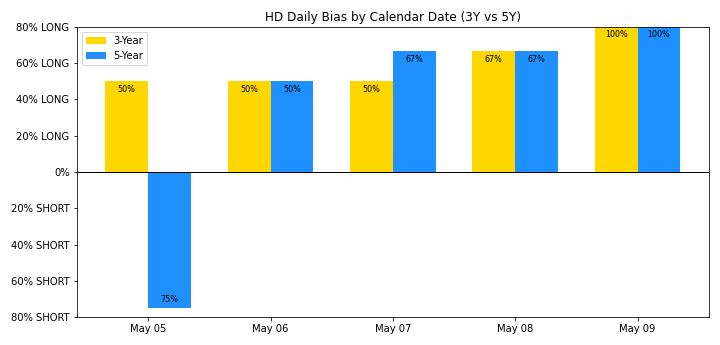 HD Daily Bias by Calendar Date (3Y vs 5Y)
80% LONG
60% LONG
40% LONG
20% LONG
0%
20% SHORT
40% SHORT
60% SHORT
80% SHORT
3-Year
5-Year
50%
75%
50%
50%
50%
67%
67%
67%
100%
100%
May 05
May 06
May 07
May 08
May 09